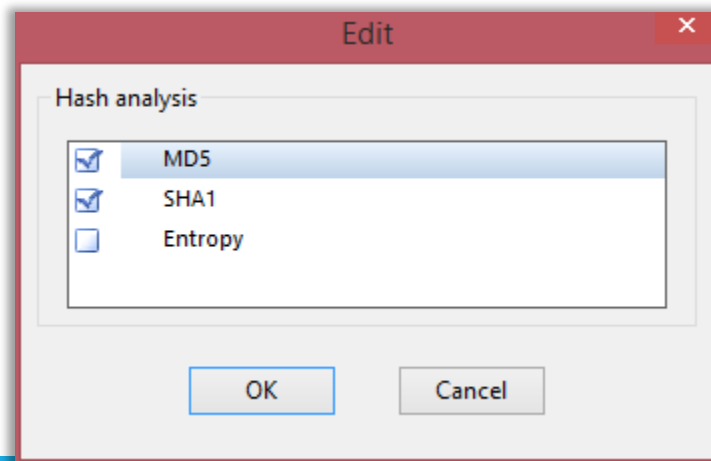 Edit
Hash analysis
MD5
SHA1
Entropy
OK Cancel